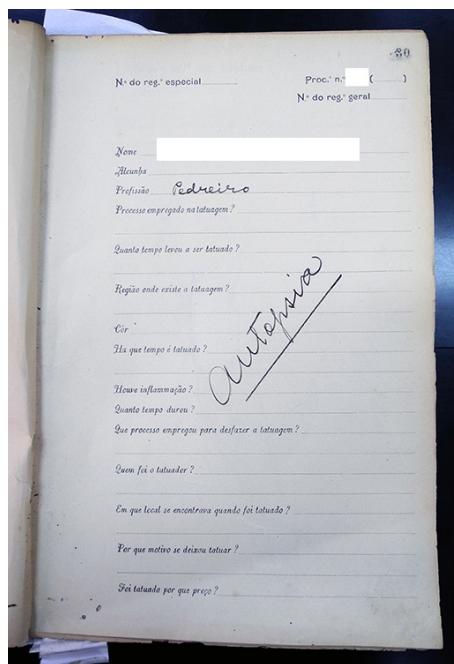 30
N.º do reg.º especial
Proc.º n.º ( )
N.º do reg.º geral
Nome
Alcunha
Profissão Pedreiro
Processo empregado na tatuagem?
Quanto tempo levou a ser tatuado?
Região onde existe a tatuagem?
Côr
Ha que tempo é tatuado?
Autopsia
Houve inflammação?
Quanto tempo durou?
Que processo empregou para desfazer a tatuagem?
Quem foi o tatuador?
Em que local se encontrava quando foi tatuado?
Por que motivo se deixou tatuar?
Foi tatuado por que preço?